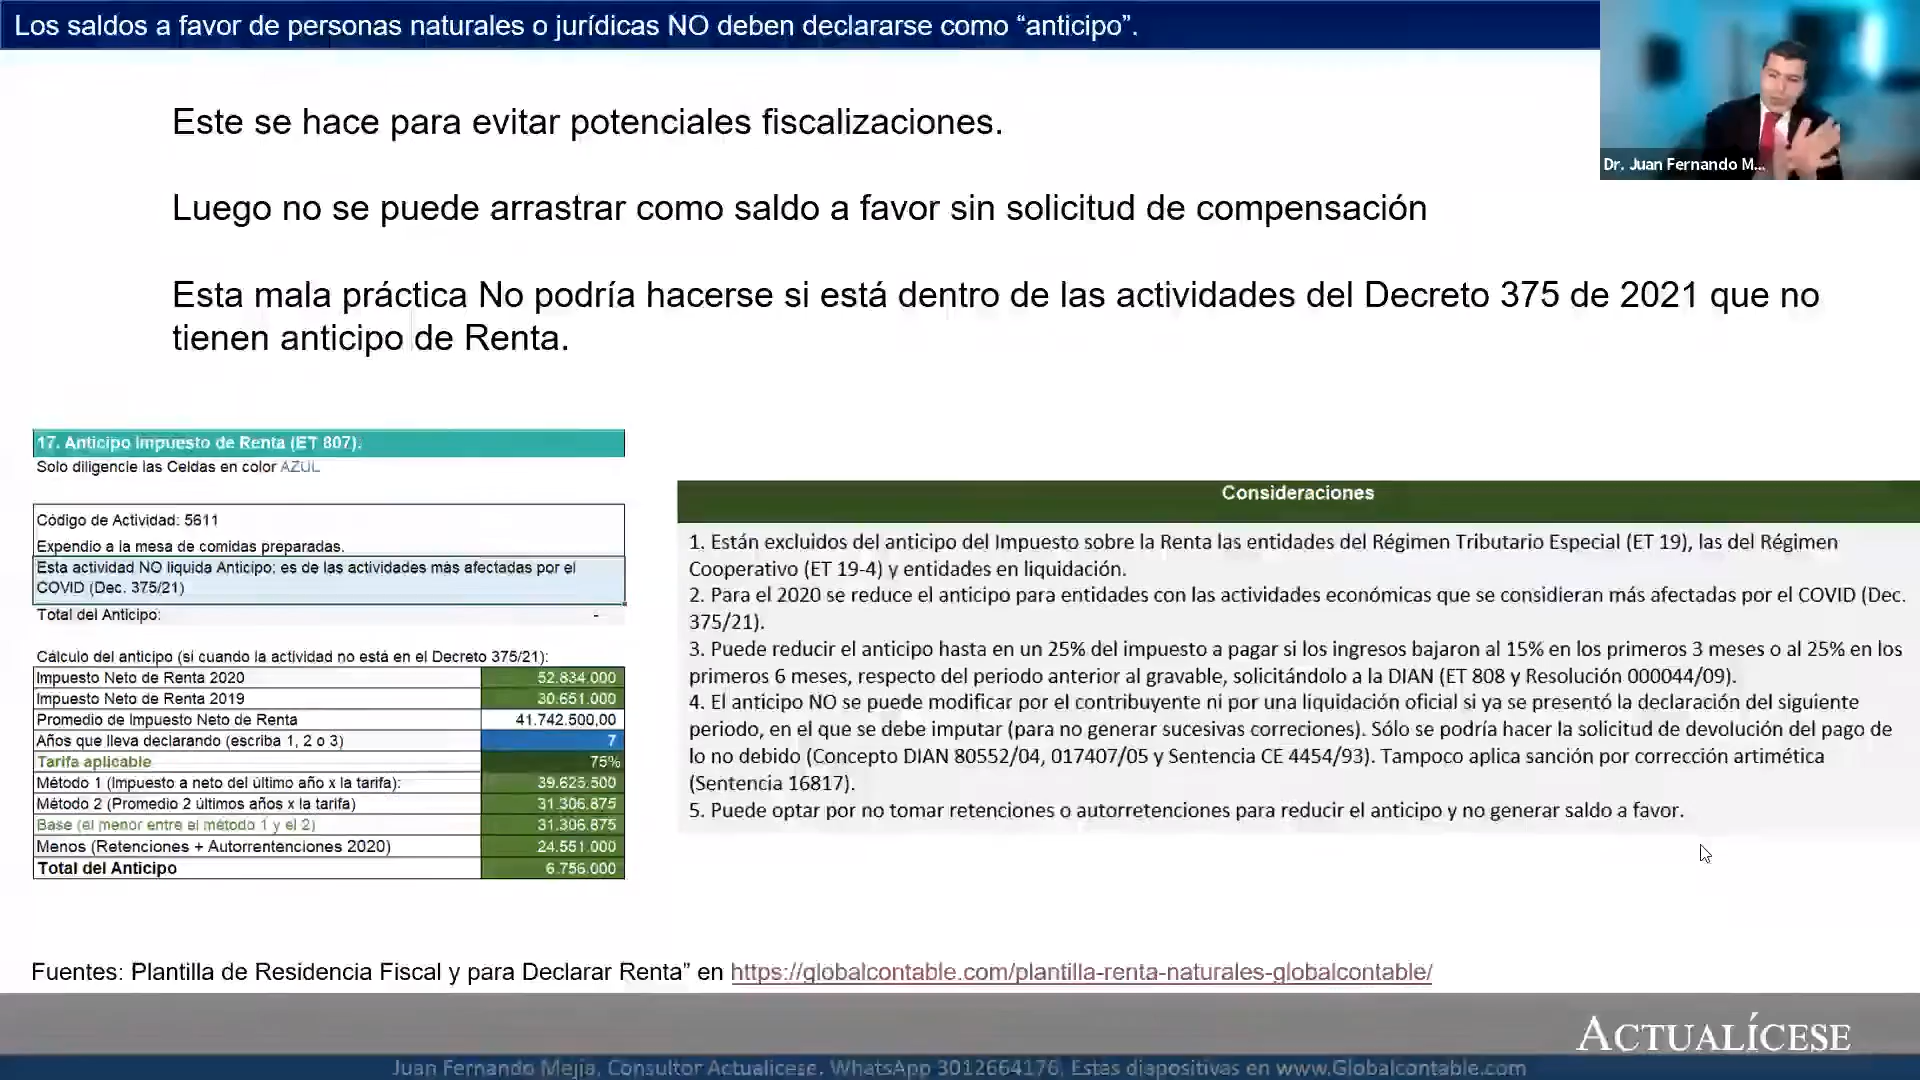 Los saldos a favor de personas naturales o jurídicas NO deben declararse como “anticipo”.
Dr. Juan Fernando M...
Este se hace para evitar potenciales fiscalizaciones.
Luego no se puede arrastrar como saldo a favor sin solicitud de compensación
Esta mala práctica No podría hacerse si está dentro de las actividades del Decreto 375 de 2021 que no
tienen anticipo de Renta.
17. Anticipo Impuesto de Renta (ET 807).
Solo diligencie las Celdas en color AZUL
Código de Actividad: 5611
Expendio a la mesa de comidas preparadas.
Esta actividad NO liquida Anticipo; es de las actividades más afectadas por el
COVID (Dec. 375/21)
Total del Anticipo: -
Cálculo del anticipo (si cuando la actividad no está en el Decreto 375/21):
Impuesto Neto de Renta 2020 52.834.000
Impuesto Neto de Renta 2019 30.651.000
Promedio de Impuesto Neto de Renta 41.742.500,00
Años que lleva declarando (escriba 1, 2 o 3) 7
Tarifa aplicable 75%
Método 1 (Impuesto a neto del último año x la tarifa): 39.625.500
Método 2 (Promedio 2 últimos años x la tarifa) 31.306.875
Base (el menor entre el método 1 y el 2) 31.306.875
Menos (Retenciones + Autorrentenciones 2020) 24.551.000
Total del Anticipo 6.756.000
Consideraciones
1. Están excluidos del anticipo del Impuesto sobre la Renta las entidades del Régimen Tributario Especial (ET 19), las del Régimen
Cooperativo (ET 19-4) y entidades en liquidación.
2. Para el 2020 se reduce el anticipo para entidades con las actividades económicas que se consideran más afectadas por el COVID (Dec.
375/21).
3. Puede reducir el anticipo hasta en un 25% del impuesto a pagar si los ingresos bajaron al 15% en los primeros 3 meses o al 25% en los
primeros 6 meses, respecto del periodo anterior al gravable, solicitándolo a la DIAN (ET 808 y Resolución 000044/09).
4. El anticipo NO se puede modificar por el contribuyente ni por una liquidación oficial si ya se presentó la declaración del siguiente
periodo, en el que se debe imputar (para no generar sucesivas correciones). Sólo se podría hacer la solicitud de devolución del pago de
lo no debido (Concepto DIAN 80552/04, 017407/05 y Sentencia CE 4454/93). Tampoco aplica sanción por corrección artimética
(Sentencia 16817).
5. Puede optar por no tomar retenciones o autorretenciones para reducir el anticipo y no generar saldo a favor.
Fuentes: Plantilla de Residencia Fiscal y para Declarar Renta” en https://globalcontable.com/plantilla-renta-naturales-globalcontable/
ACTUALÍCESE
Juan Fernando Mejía, Consultor Actualícese. WhatsApp 3012664176. Estas diapositivas en www.Globalcontable.com